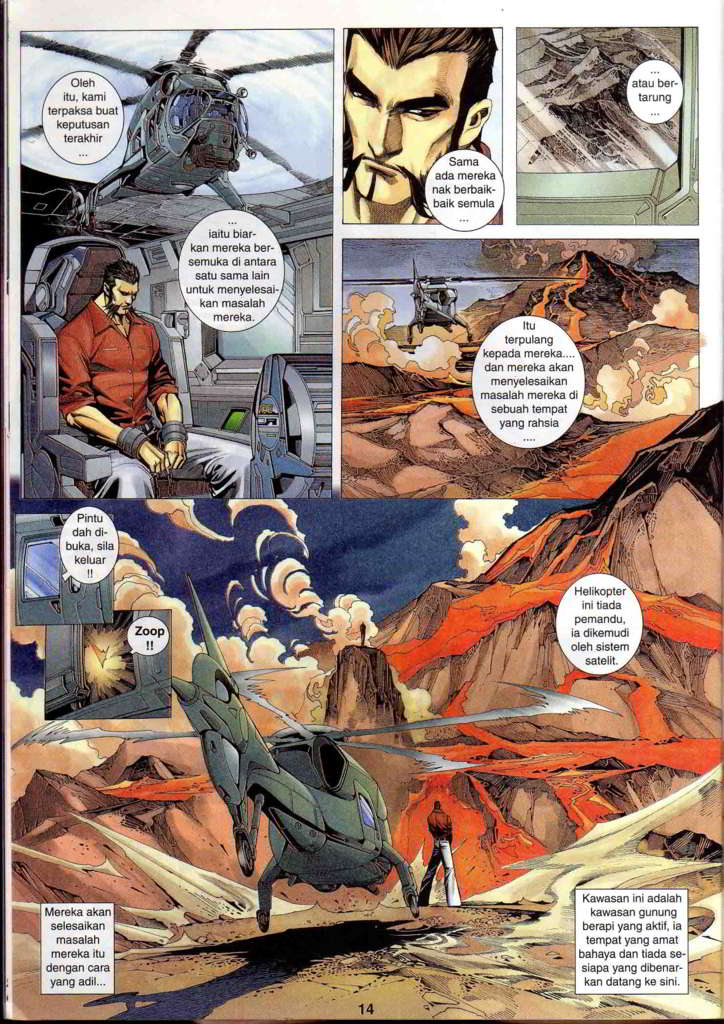 Oleh
itu, kami
terpaksa buat
keputusan
terakhir
...
...
iaitu biar-
kan mereka ber-
semuka di antara
satu sama lain
untuk menyelesai-
kan masalah
mereka.
Sama
ada mereka
nak berbaik-
baik semula
...
...
atau ber-
tarung
...
Itu
terpulang
kepada mereka....
dan mereka akan
menyelesaikan
masalah mereka di
sebuah tempat
yang rahsia
....
Pintu
dah di-
buka, sila
keluar
!!
Zoop
!!
Helikopter
ini tiada
pemandu,
ia dikemudi
oleh sistem
satelit.
Mereka akan
selesaikan
masalah
mereka itu
dengan cara
yang adil...
Kawasan ini adalah
kawasan gunung
berapi yang aktif, ia
tempat yang amat
bahaya dan tiada se-
siapa yang dibenar-
kan datang ke sini.
14